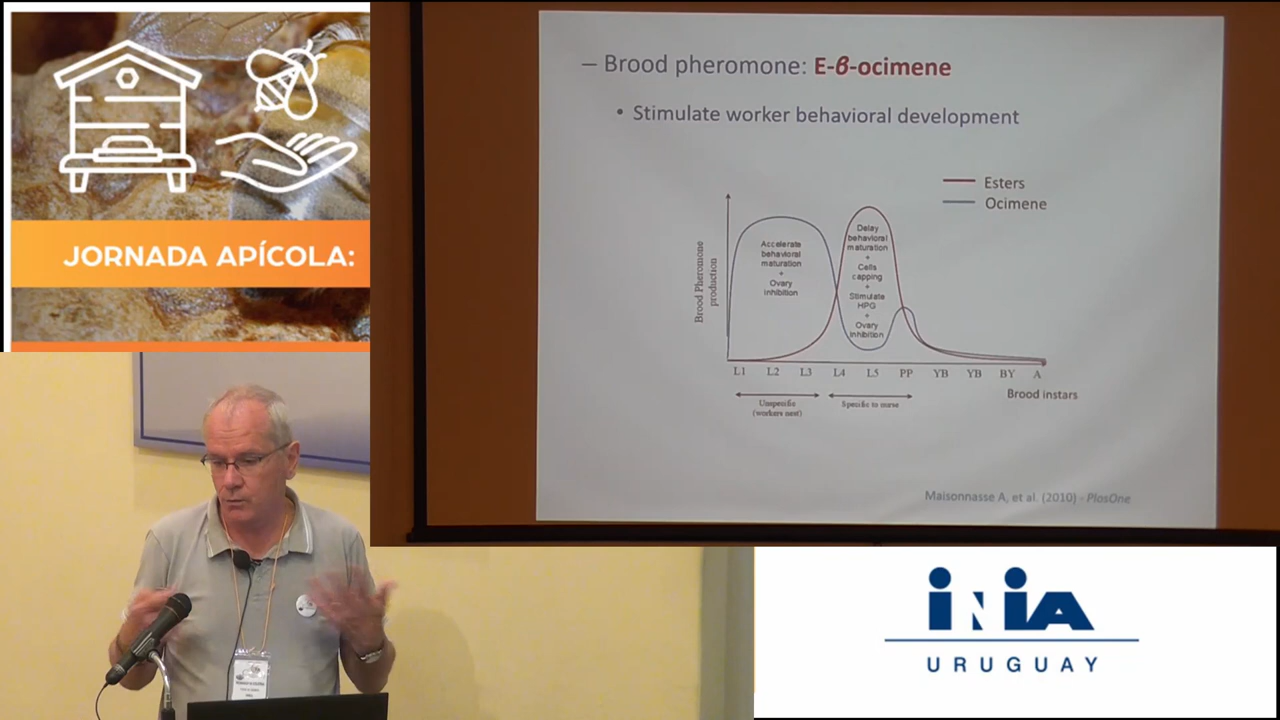 JORNADA APÍCOLA:
– Brood pheromone: E-β-ocimene
• Stimulate worker behavioral development
Esters
Ocimene
Brood Pheromone
production
Accelerate
behavioral
maturation
+
Ovary
inhibition
Delay
behavioral
maturation
+
Cells
capping
+
Stimulate
HPG
+
Ovary
inhibition
L1 L2 L3 L4 L5 PP YB YB BY A
Brood instars
Unspecific
(workers nest)
Specific to nurse
Maisonnasse A, et al. (2010) - PlosOne
INIA
URUGUAY